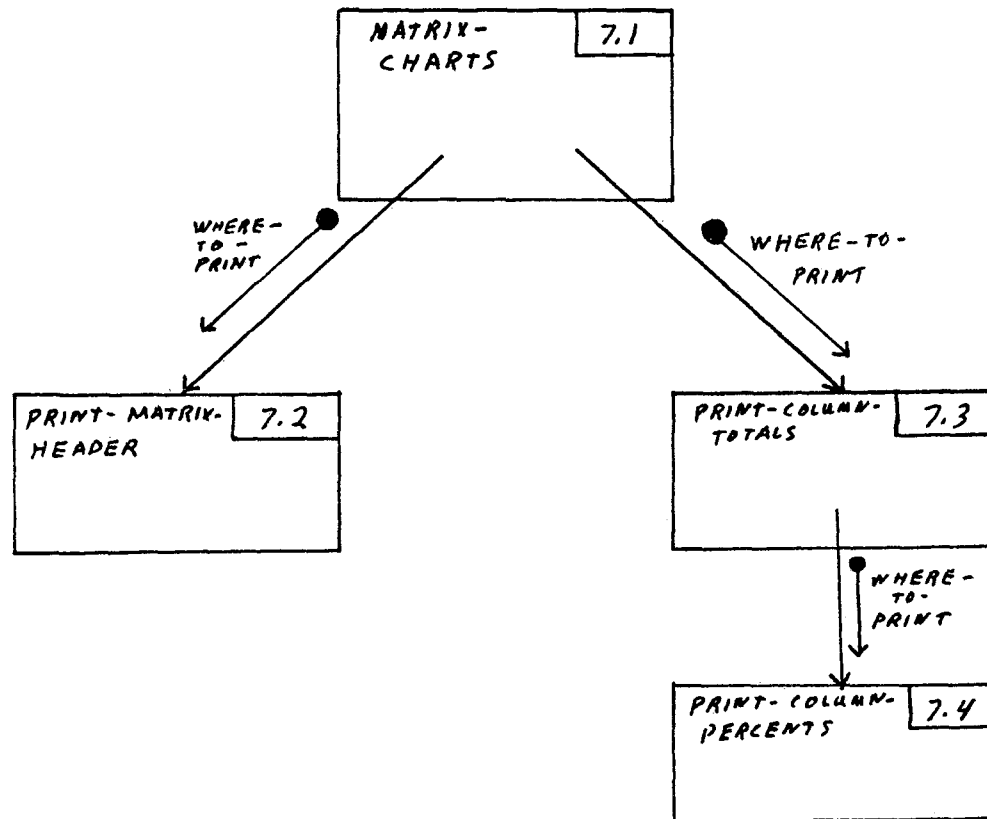 MATRIX-
CHARTS
7.1
WHERE-
TO-
PRINT
WHERE-TO-
PRINT
PRINT-MATRIX-
HEADER
7.2
PRINT-COLUMN-
TOTALS
7.3
WHERE-
TO-
PRINT
PRINT-COLUMN-
PERCENTS
7.4